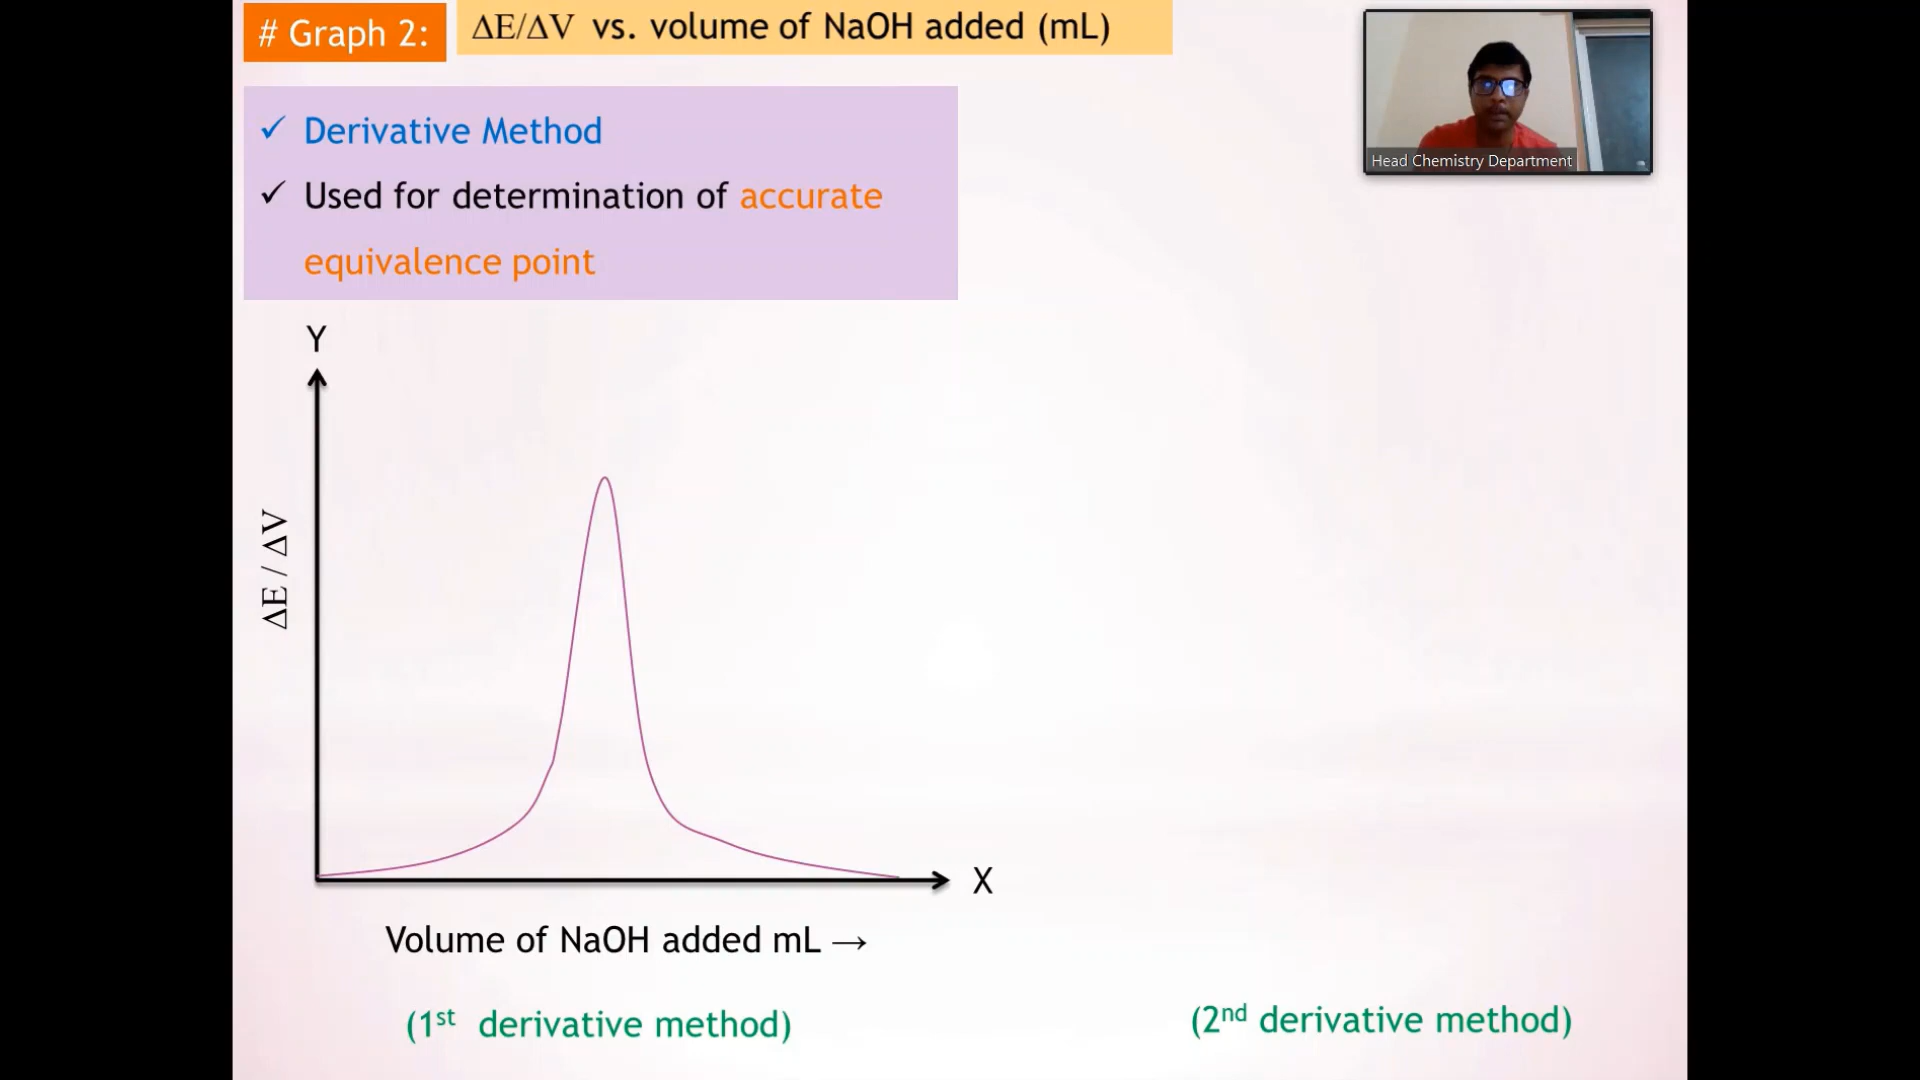 # Graph 2:
ΔE/ΔV vs. volume of NaOH added (mL)
Head Chemistry Department
✓ Derivative Method
✓ Used for determination of accurate
equivalence point
Y
ΔE / ΔV
X
Volume of NaOH added mL →
(1st derivative method)
(2nd derivative method)